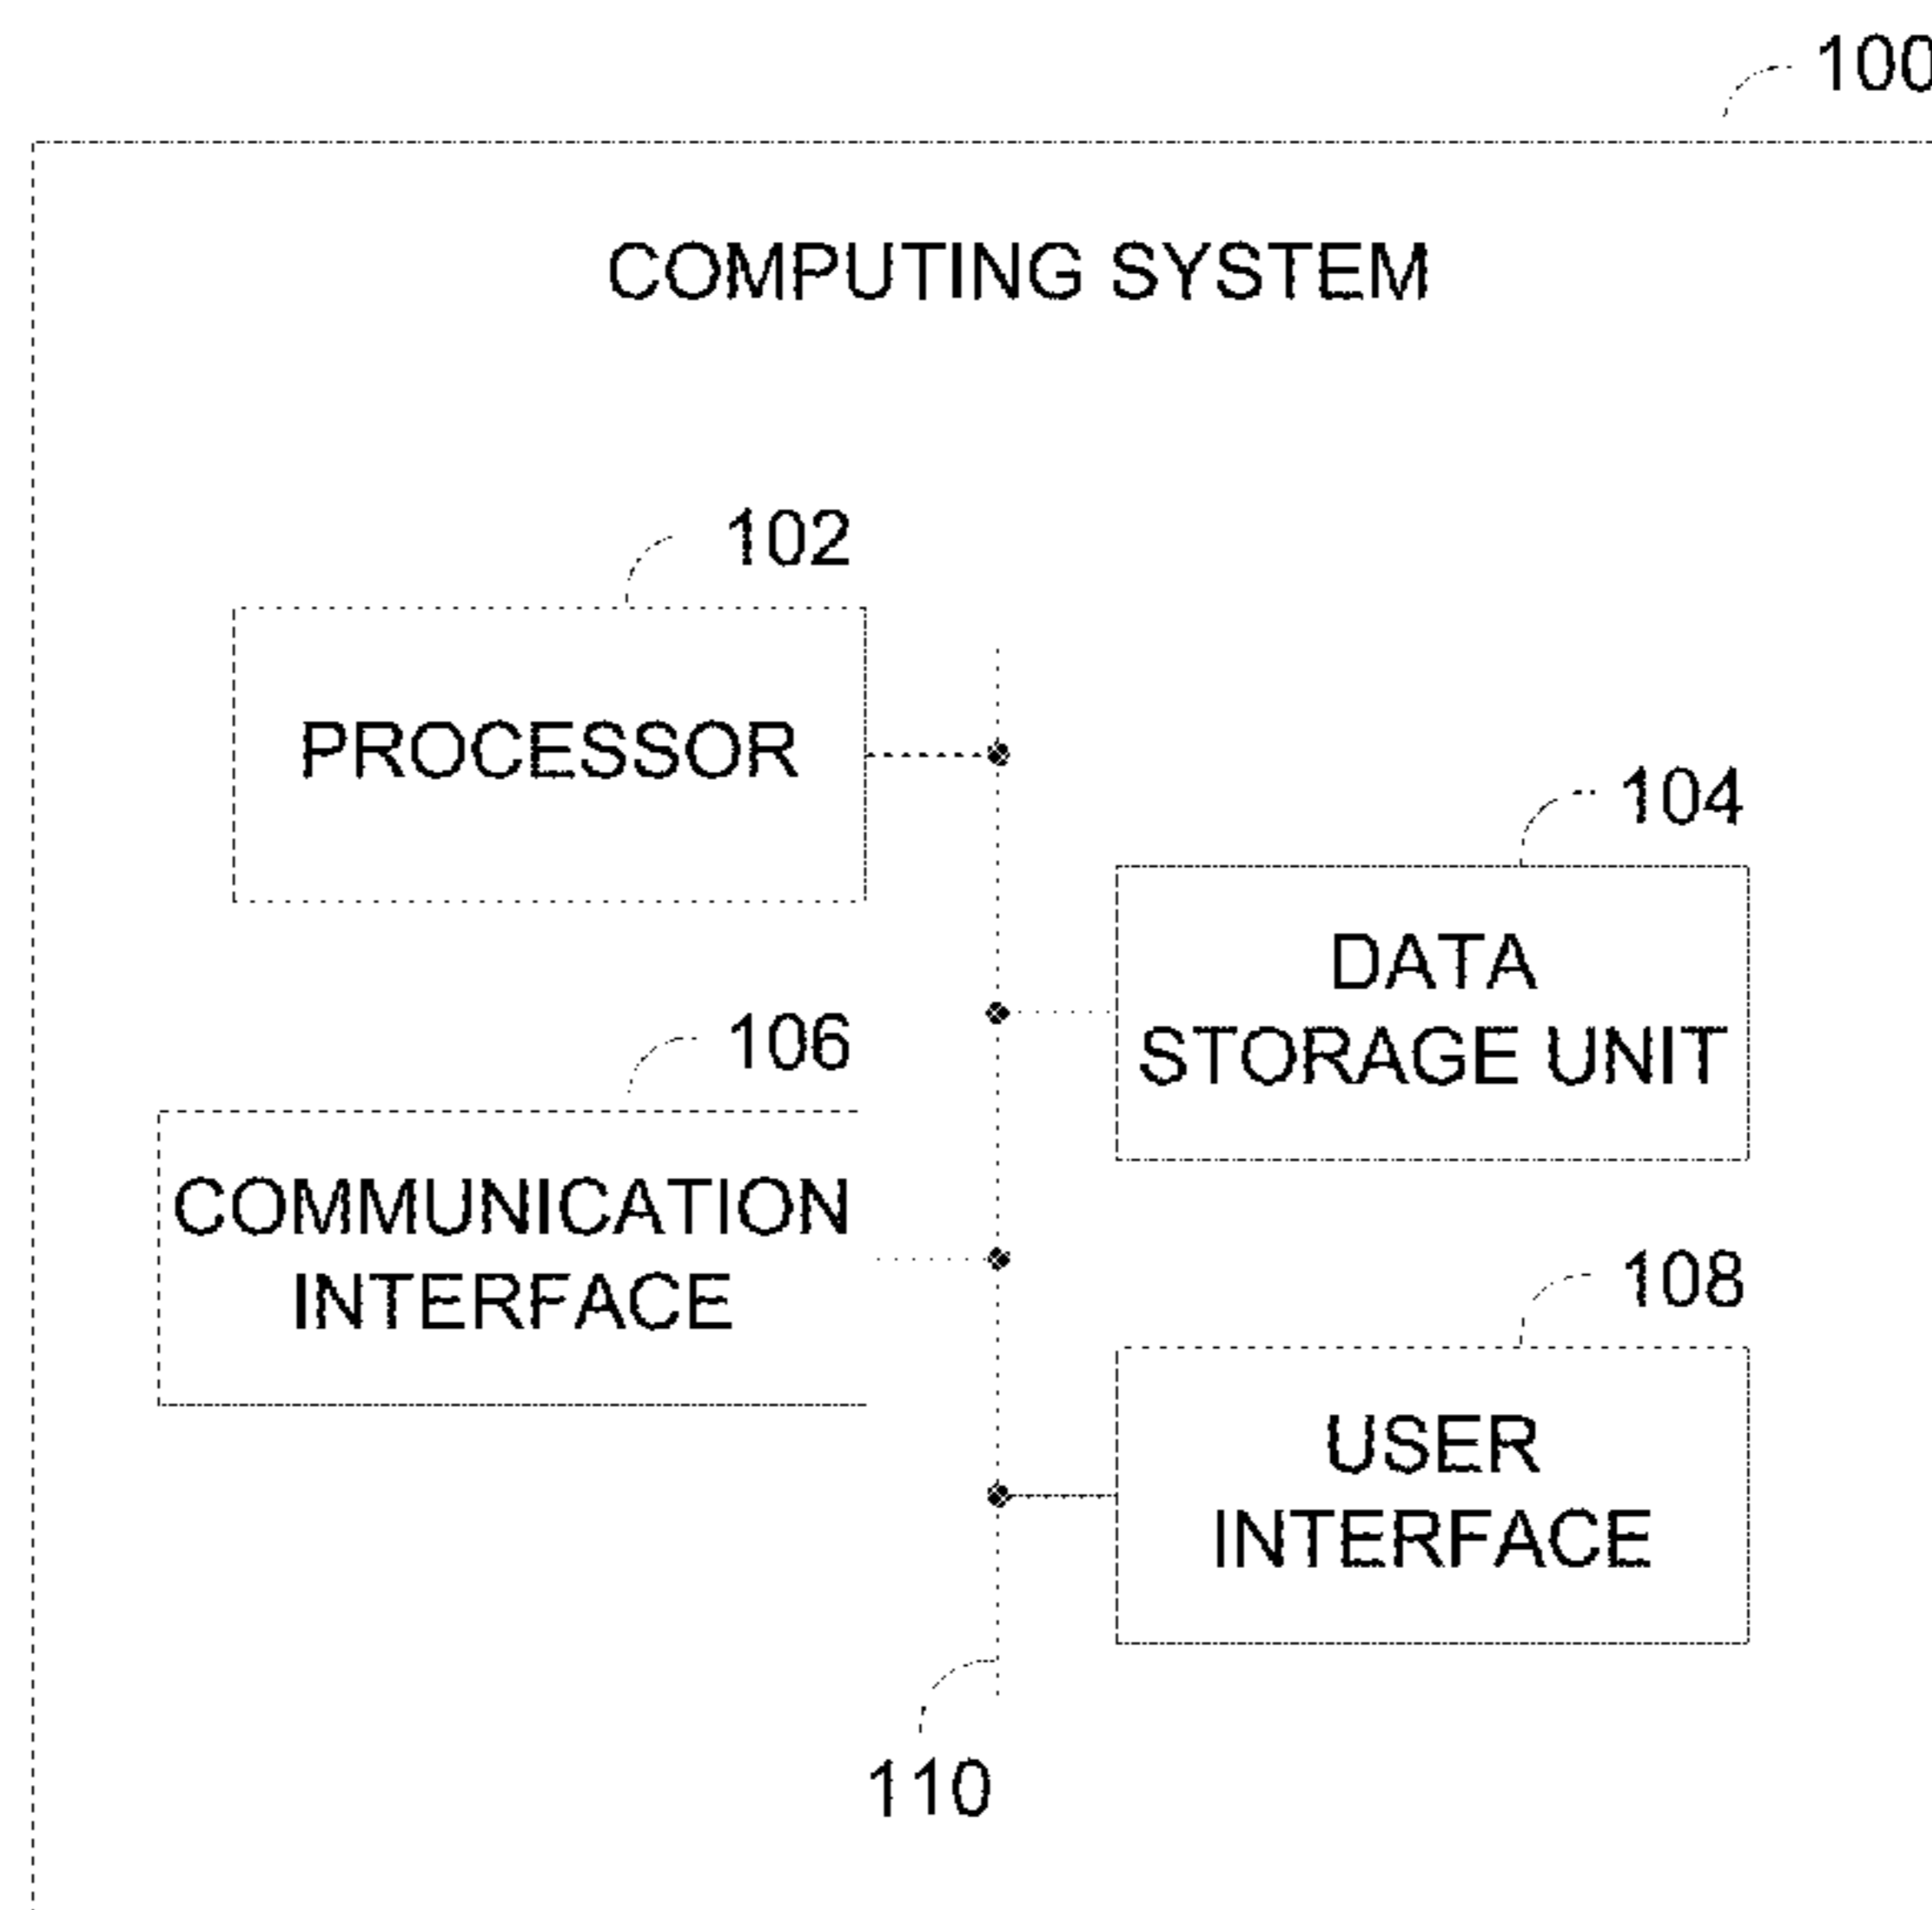 100
COMPUTING SYSTEM
102
PROCESSOR
104
DATA
STORAGE UNIT
106
COMMUNICATION
INTERFACE
108
USER
INTERFACE
110